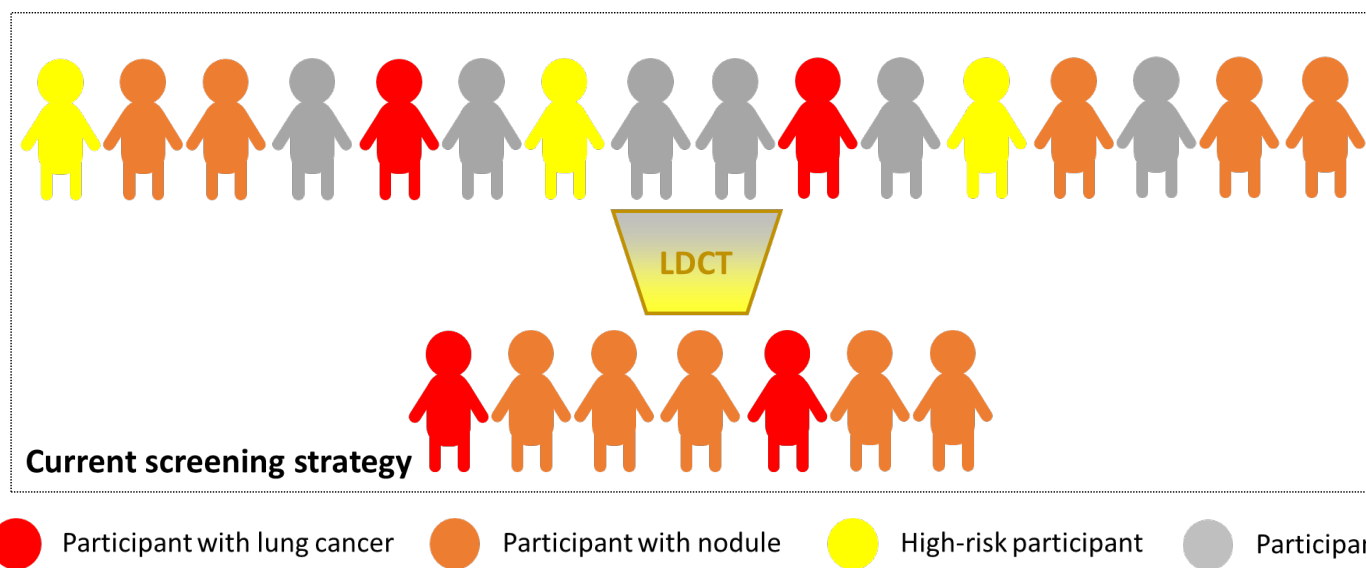 LDCT
Current screening strategy
Participant with lung cancer
Participant with nodule
High-risk participant